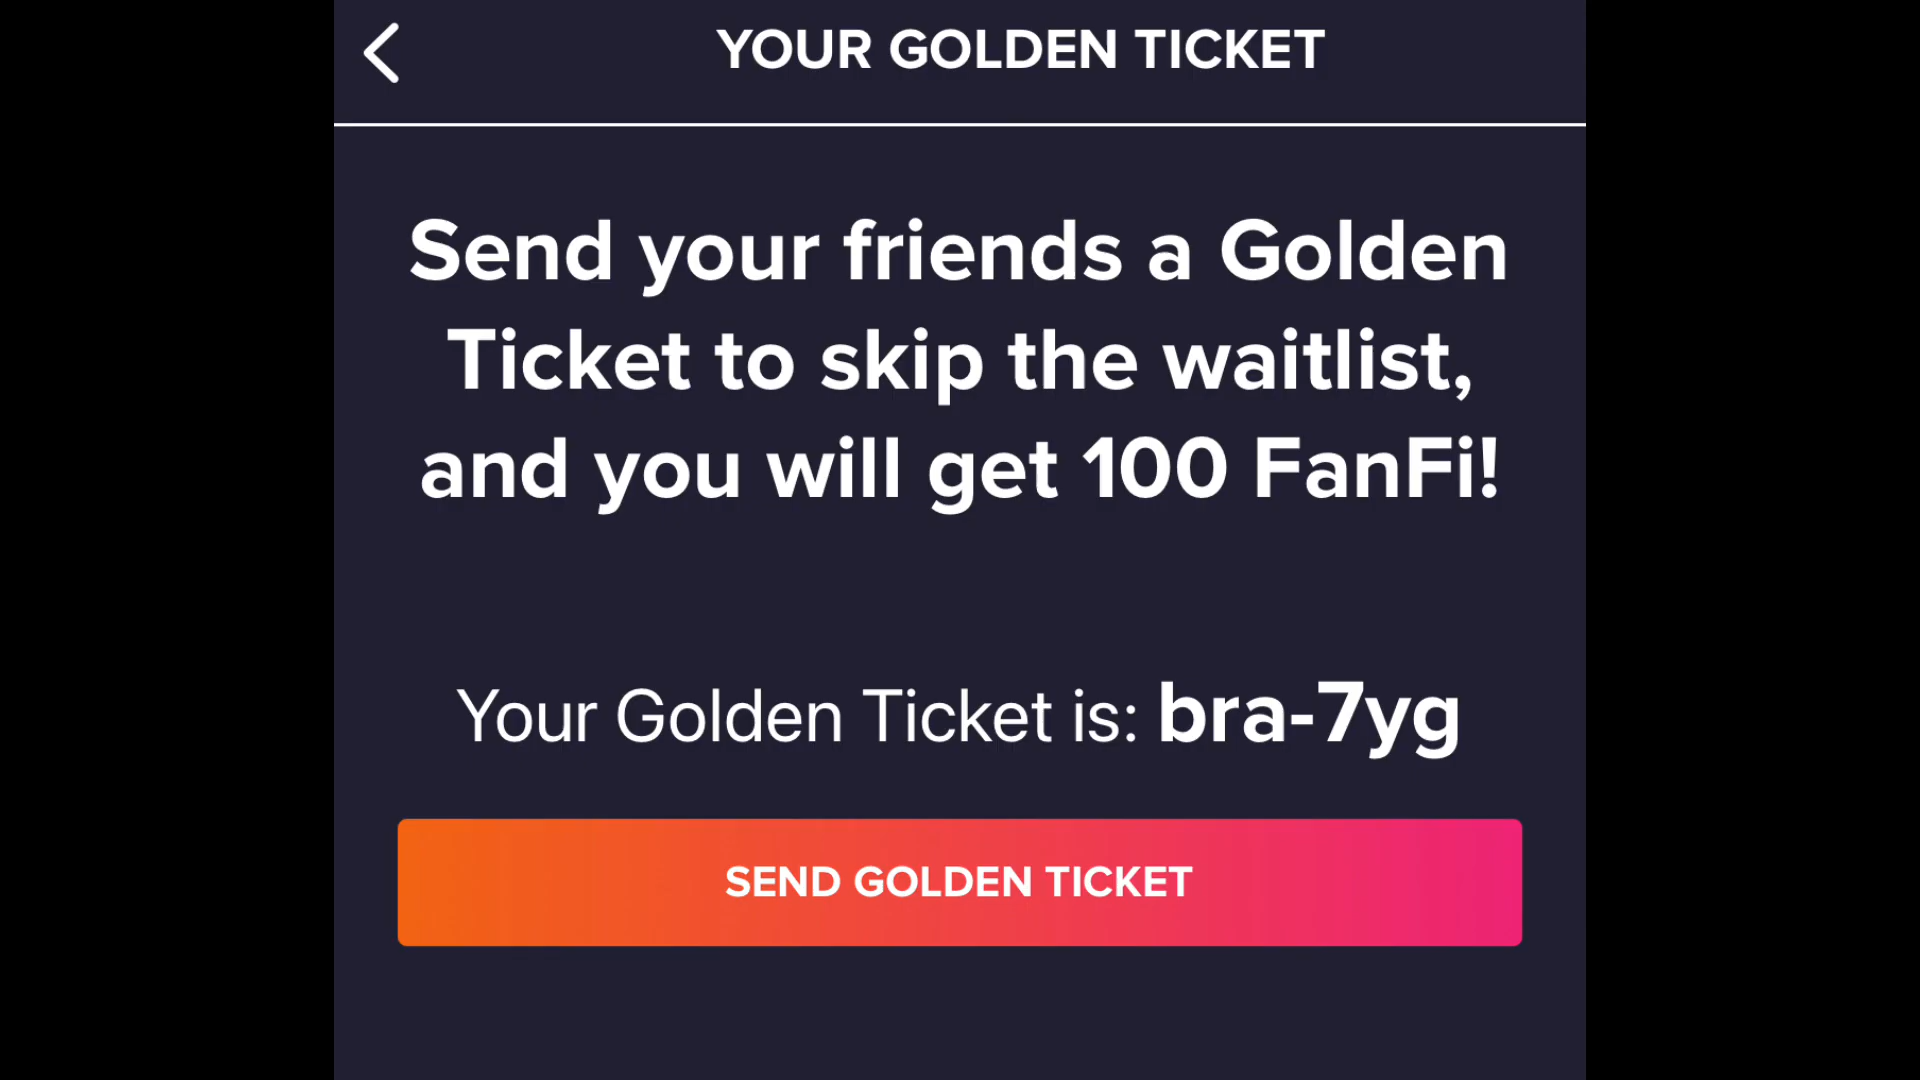 YOUR GOLDEN TICKET
Send your friends a Golden
Ticket to skip the waitlist,
and you will get 100 FanFi!
Your Golden Ticket is: bra-7yg
SEND GOLDEN TICKET